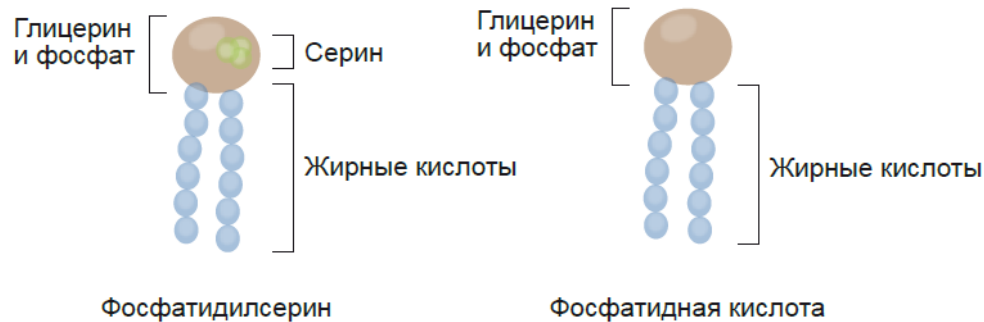 Глицерин
и фосфат
Серин
Жирные кислоты
Фосфатидилсерин
Глицерин
и фосфат
Жирные кислоты
Фосфатидная кислота